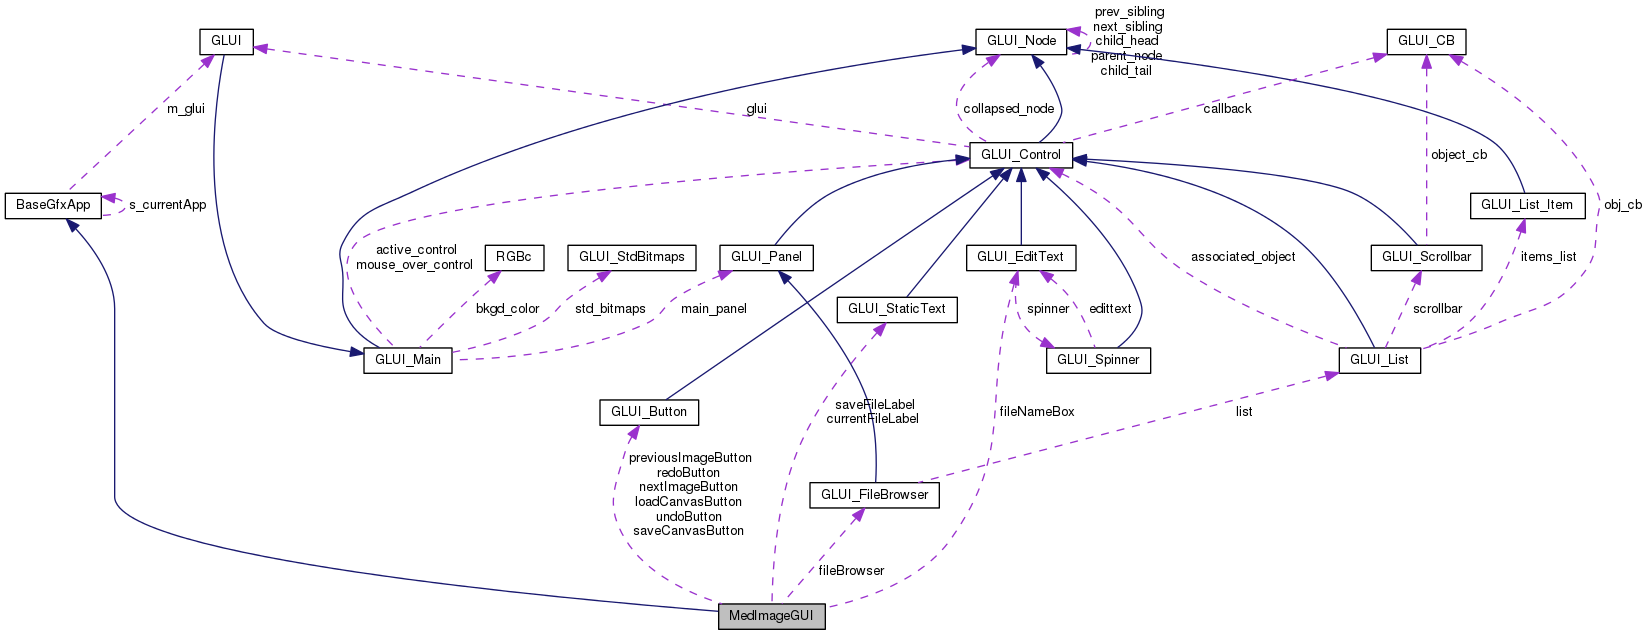 prev_sibling
next_sibling
child_head
parent_node
child_tail
GLUI
GLUI_Node
GLUI_CB
m_glui
glui
collapsed_node
callback
GLUI_Control
object_cb
BaseGfxApp
s_currentApp
GLUI_List_Item
obj_cb
active_control
mouse_over_control
RGBc
GLUI_StdBitmaps
GLUI_Panel
GLUI_EditText
associated_object
GLUI_Scrollbar
items_list
bkgd_color
std_bitmaps
main_panel
GLUI_StaticText
spinner
edittext
scrollbar
GLUI_Main
GLUI_Spinner
GLUI_List
GLUI_Button
saveFileLabel
currentFileLabel
fileNameBox
list
previousImageButton
redoButton
nextImageButton
loadCanvasButton
undoButton
saveCanvasButton
GLUI_FileBrowser
fileBrowser
MedImageGUI